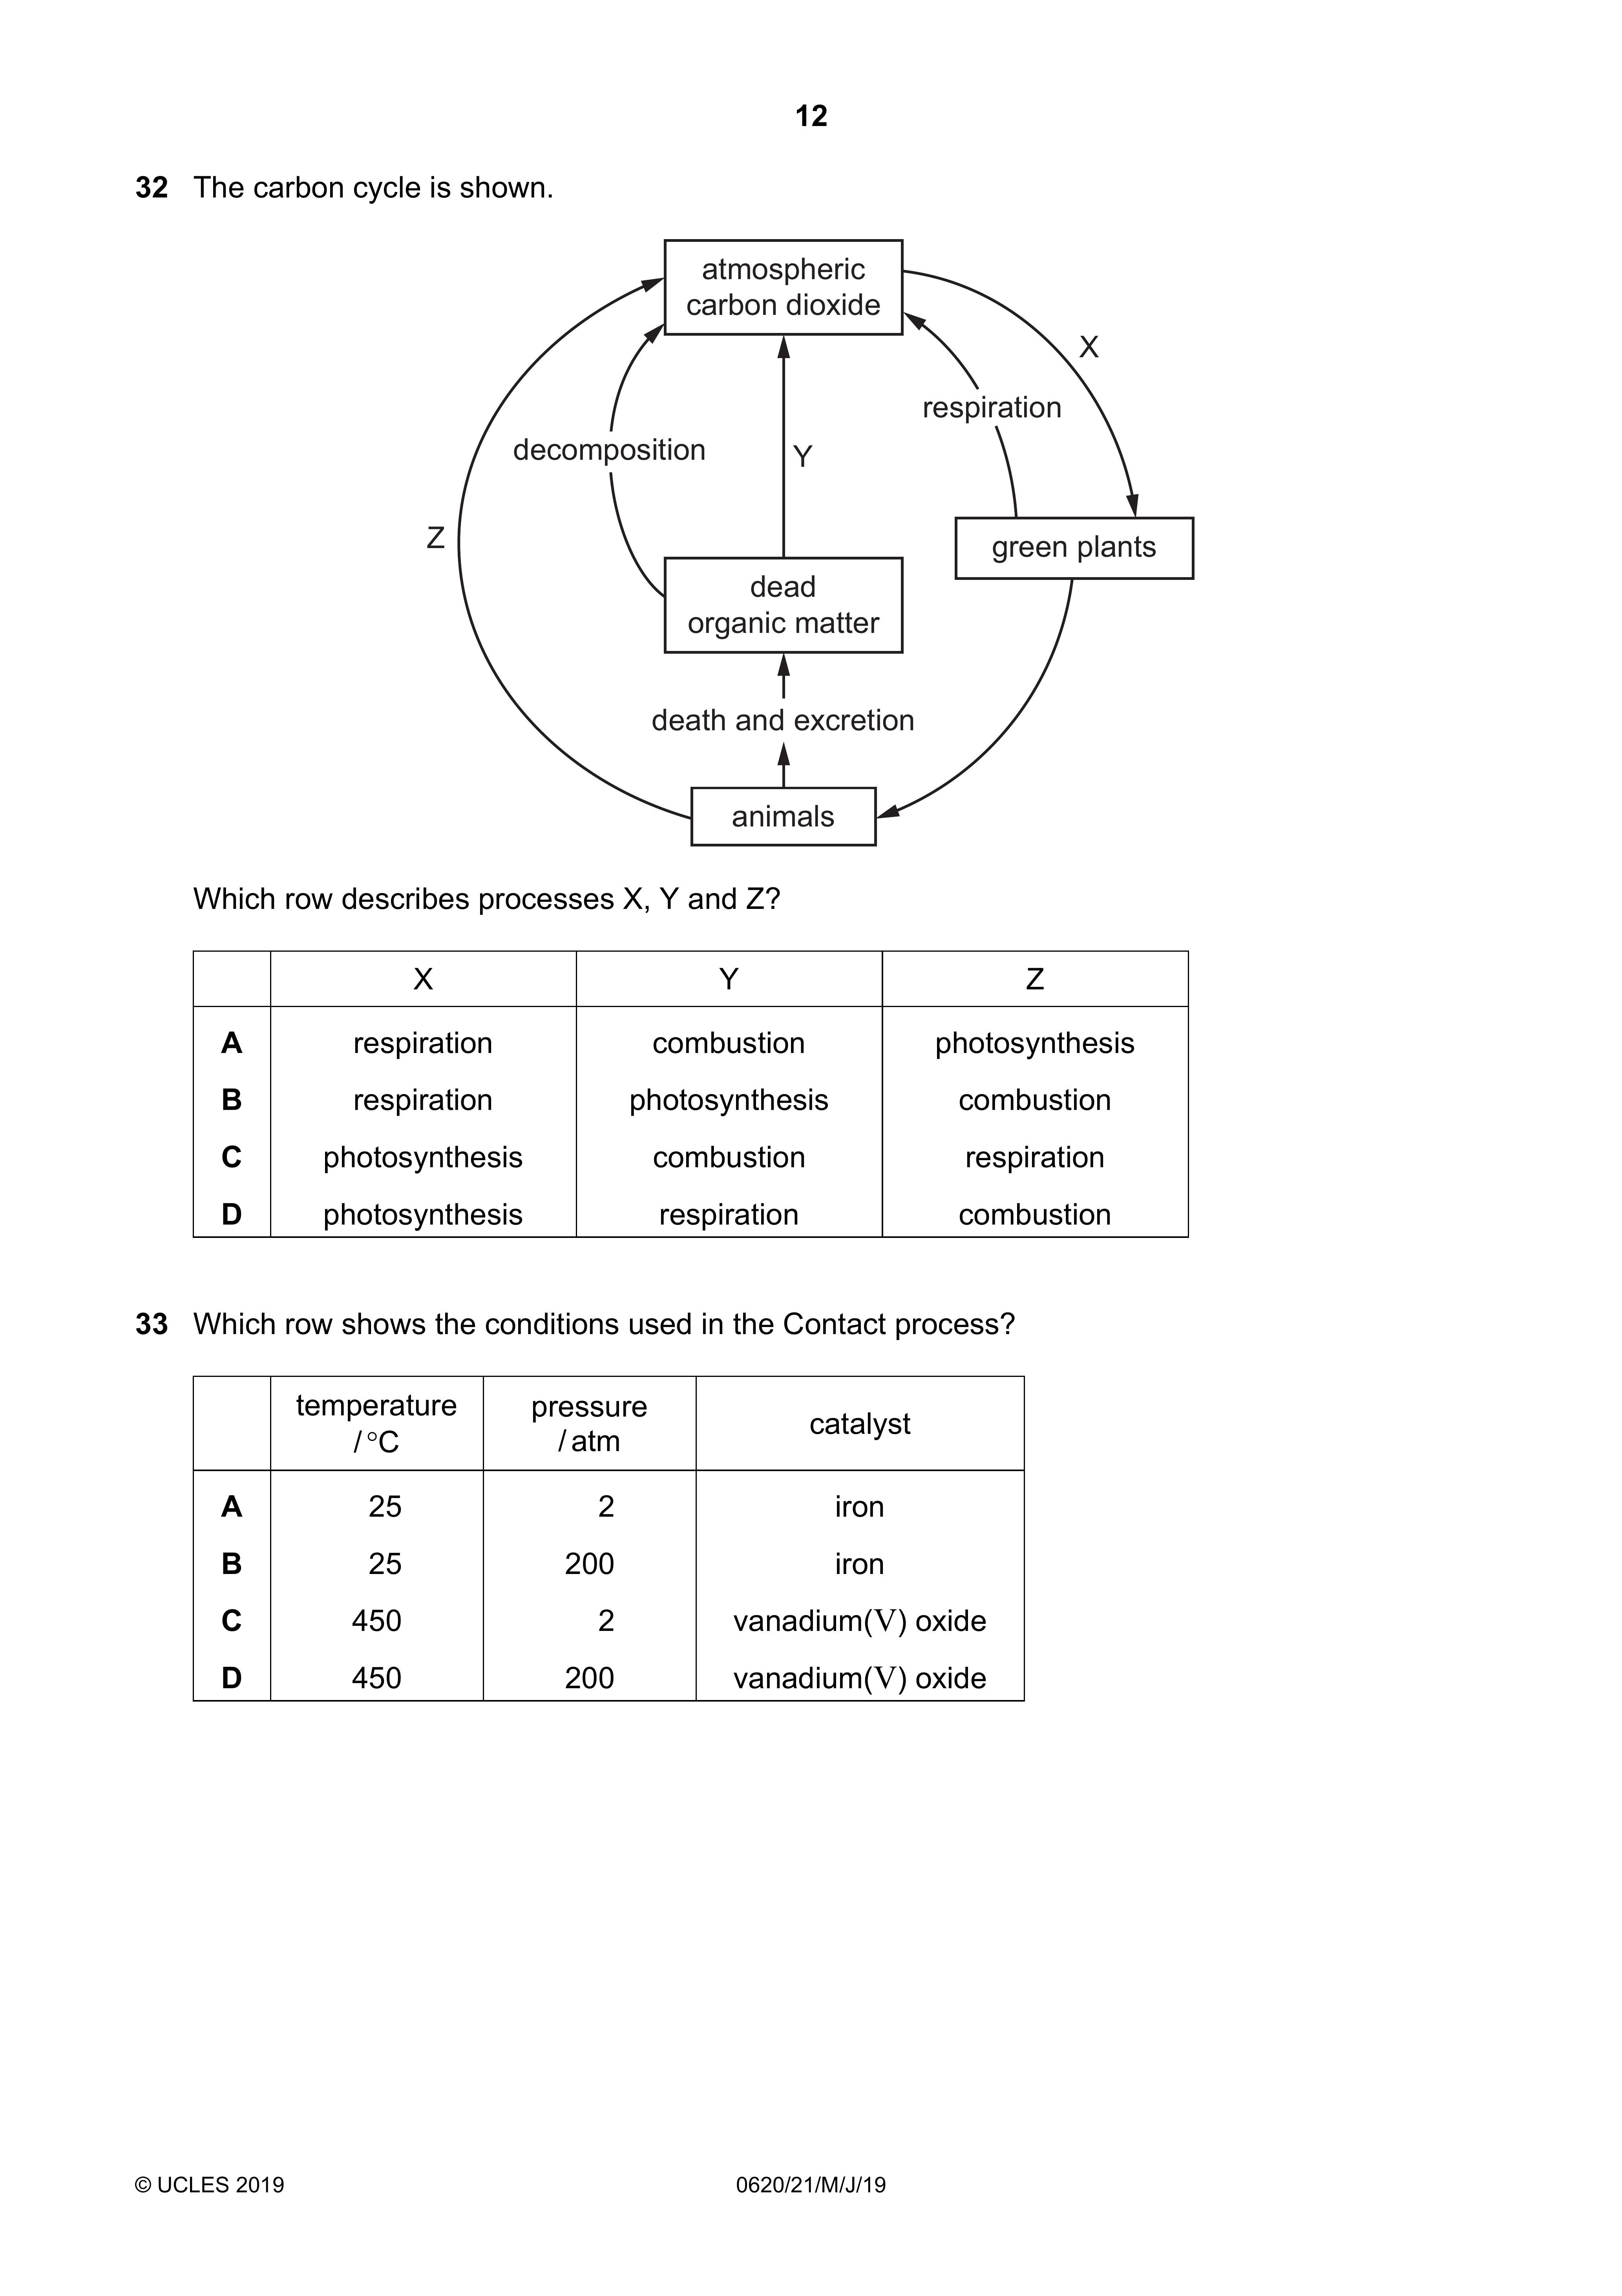 12
32 The carbon cycle is shown.
atmospheric
carbon dioxide
X
respiration
decomposition
Y
Z
green plants
dead
organic matter
death and excretion
animals
Which row describes processes X, Y and Z?
X Y Z
A respiration combustion photosynthesis
B respiration photosynthesis combustion
C photosynthesis combustion respiration
D photosynthesis respiration combustion
33 Which row shows the conditions used in the Contact process?
temperature
/ °C
pressure
/ atm
catalyst
A 25 2 iron
B 25 200 iron
C 450 2 vanadium(V) oxide
D 450 200 vanadium(V) oxide
© UCLES 2019 0620/21/M/J/19